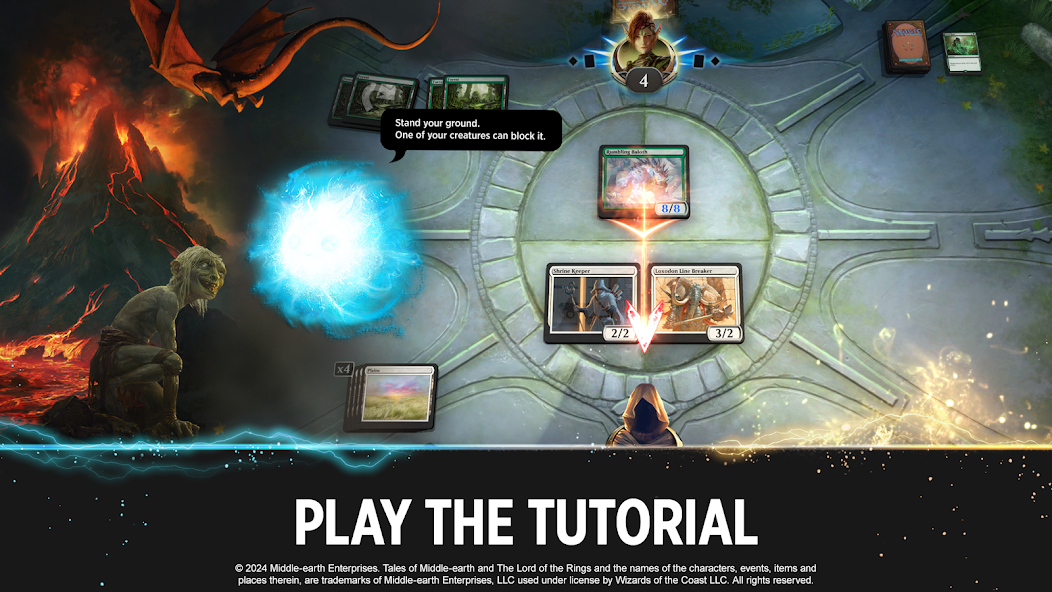 4
Forest
Stand your ground.
One of your creatures can block it.
Rumbling Baloth
8/8
Shrine Keeper
Loxodon Line Breaker
2/2
3/2
x4
Plains
PLAY THE TUTORIAL
© 2024 Middle-earth Enterprises. Tales of Middle-earth and The Lord of the Rings and the names of the characters, events, items and
places therein, are trademarks of Middle-earth Enterprises, LLC used under license by Wizards of the Coast LLC. All rights reserved.